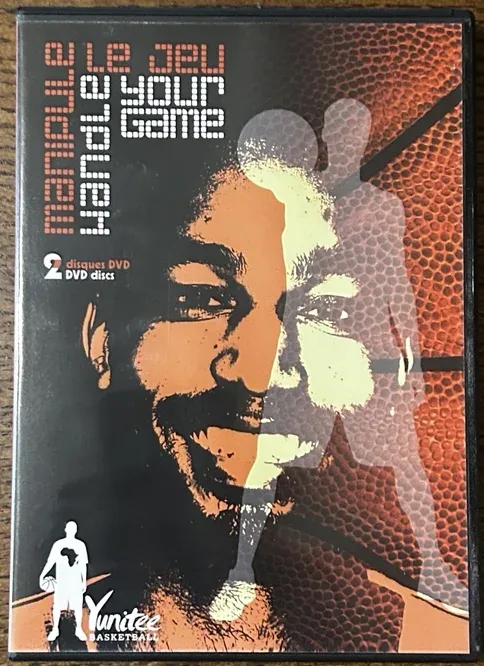 manipule
le jeu
Handle
your
game
2 disques DVD
DVD discs
Yunitee
BASKETBALL